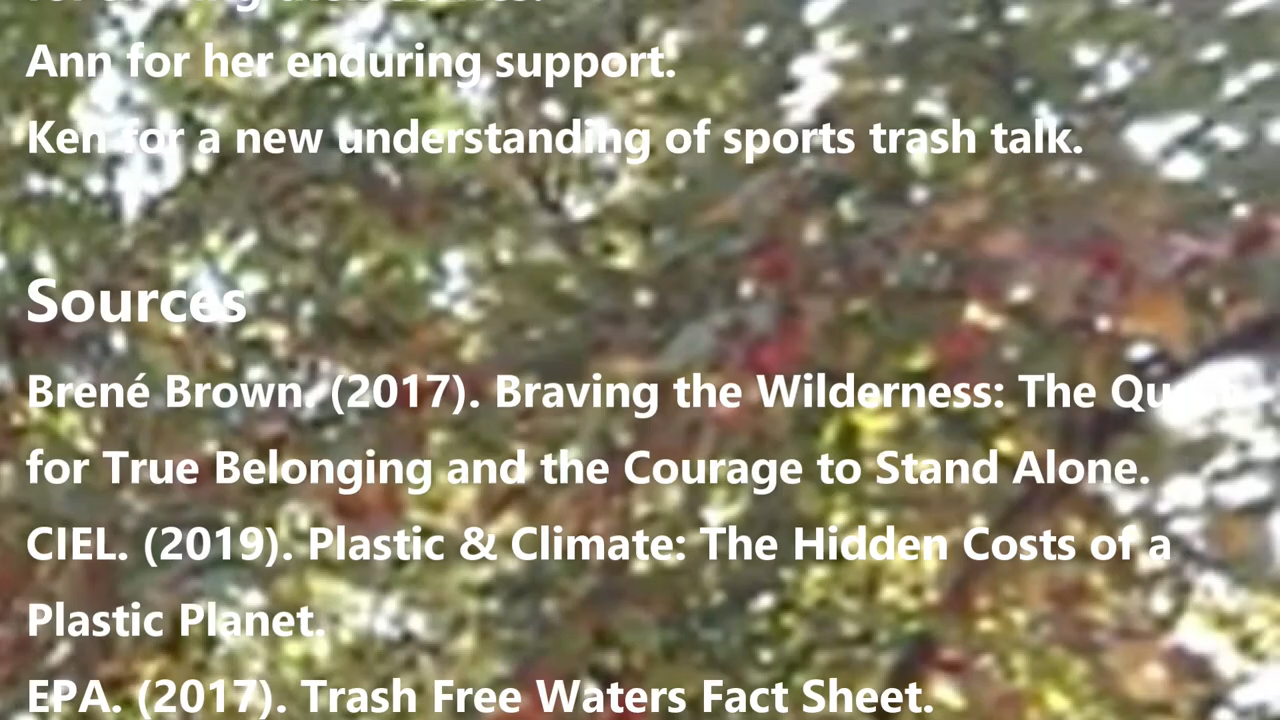 Ann for her enduring support.
Ken for a new understanding of sports trash talk.
Sources
Brené Brown. (2017). Braving the Wilderness: The Quest
for True Belonging and the Courage to Stand Alone.
CIEL. (2019). Plastic & Climate: The Hidden Costs of a
Plastic Planet.
EPA. (2017). Trash Free Waters Fact Sheet.